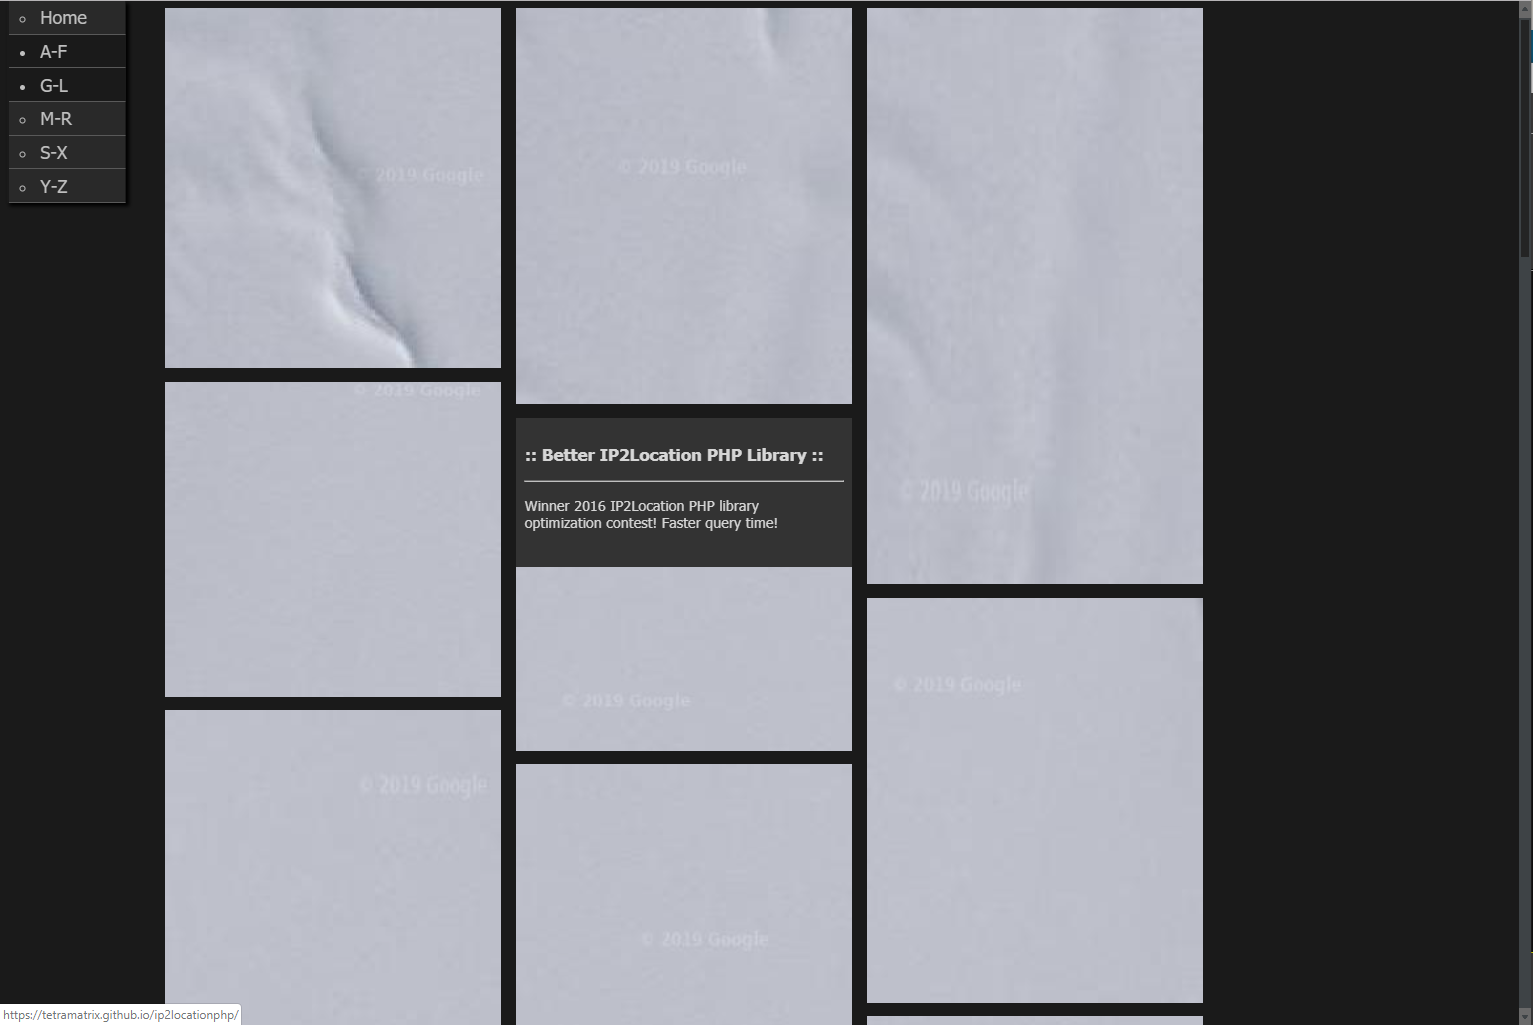 Home
A-F
G-L
M-R
S-X
Y-Z
© 2019 Google
© 2019 Google
© 2019 Google
:: Better IP2Location PHP Library ::
Winner 2016 IP2Location PHP library
optimization contest! Faster query time!
© 2019 Google
© 2019 Google
© 2019 Google
© 2019 Google
© 2019 Google
https://tetramatrix.github.io/ip2locationphp/